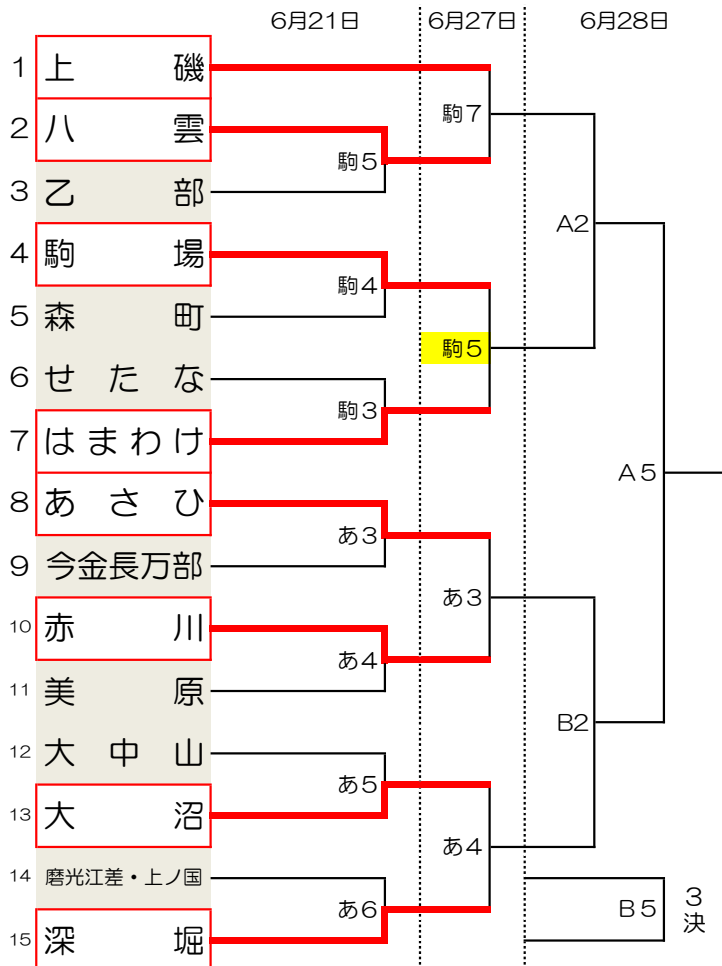 6月21日 6月27日 6月28日
1 上磯
駒7
2 八雲
駒5
3 乙部
A2
4 駒場
駒4
5 森町
駒5
6 せたな
駒3
7 はまわけ
A5
8 あさひ
あ3
9 今金長万部
あ3
10 赤川
あ4
11 美原
B2
12 大中山
あ5
13 大沼
あ4
14 磨光江差・上ノ国
あ6
B5
3決
15 深堀